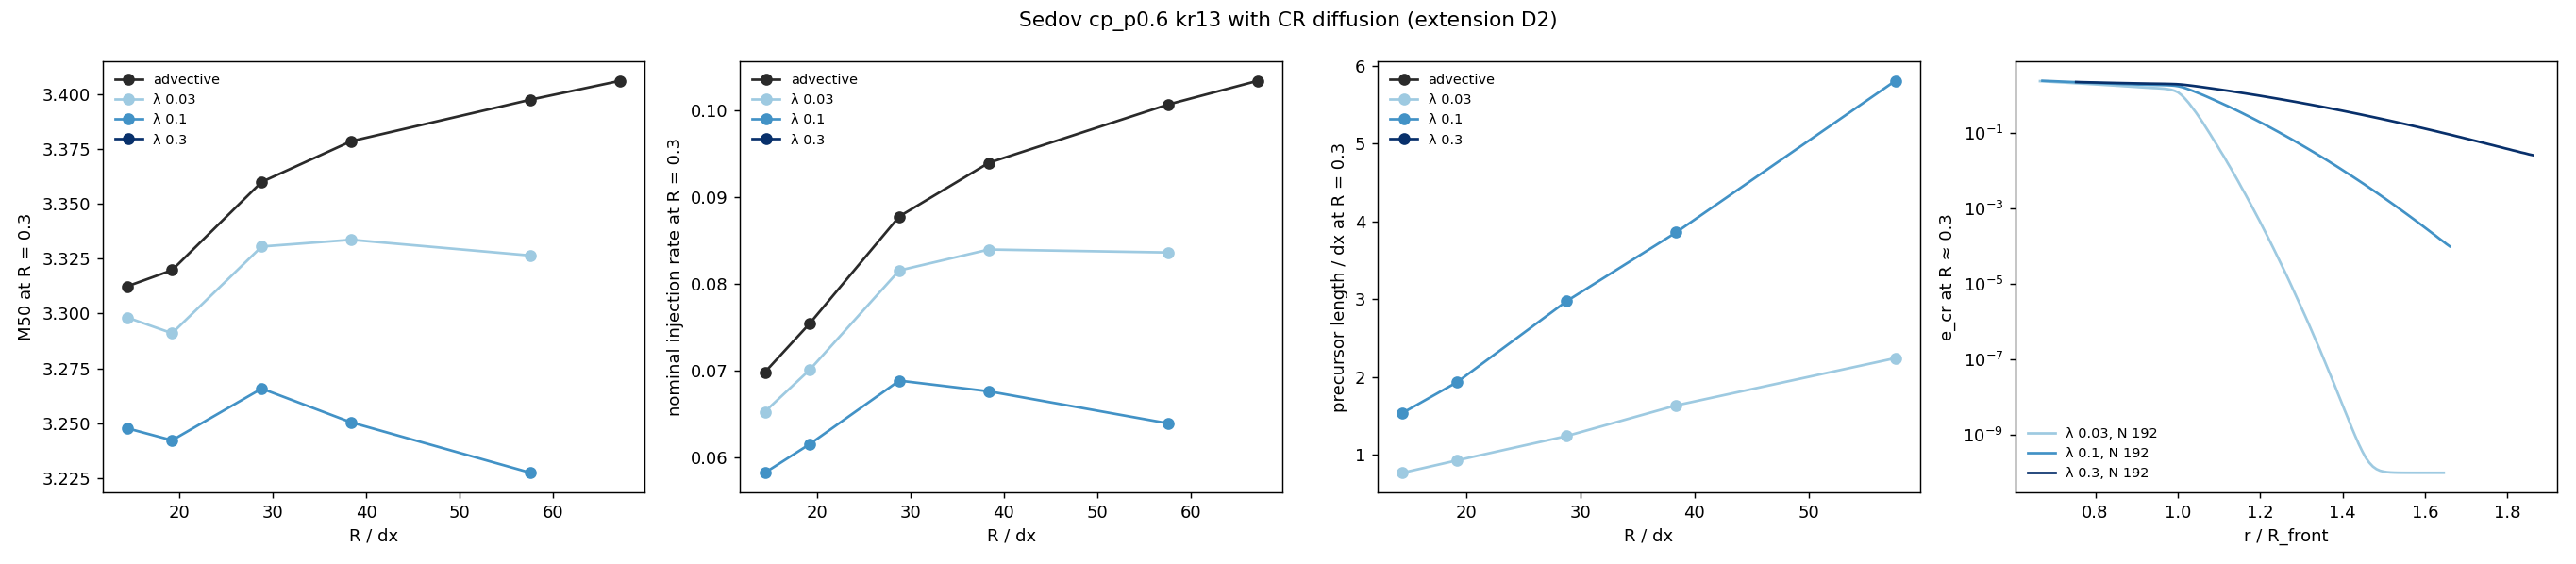 Sedov cp_p0.6 kr13 with CR diffusion (extension D2)
M50 at R = 0.3
3.400
3.375
3.350
3.325
3.300
3.275
3.250
3.225
advective
λ 0.03
λ 0.1
λ 0.3
20
30
40
50
60
R / dx
nominal injection rate at R = 0.3
0.10
0.09
0.08
0.07
0.06
advective
λ 0.03
λ 0.1
λ 0.3
20
30
40
50
60
R / dx
precursor length / dx at R = 0.3
6
5
4
3
2
1
advective
λ 0.03
λ 0.1
λ 0.3
20
30
40
50
R / dx
e_cr at R ≈ 0.3
10⁻¹
10⁻³
10⁻⁵
10⁻⁷
10⁻⁹
λ 0.03, N 192
λ 0.1, N 192
λ 0.3, N 192
0.8
1.0
1.2
1.4
1.6
1.8
r / R_front